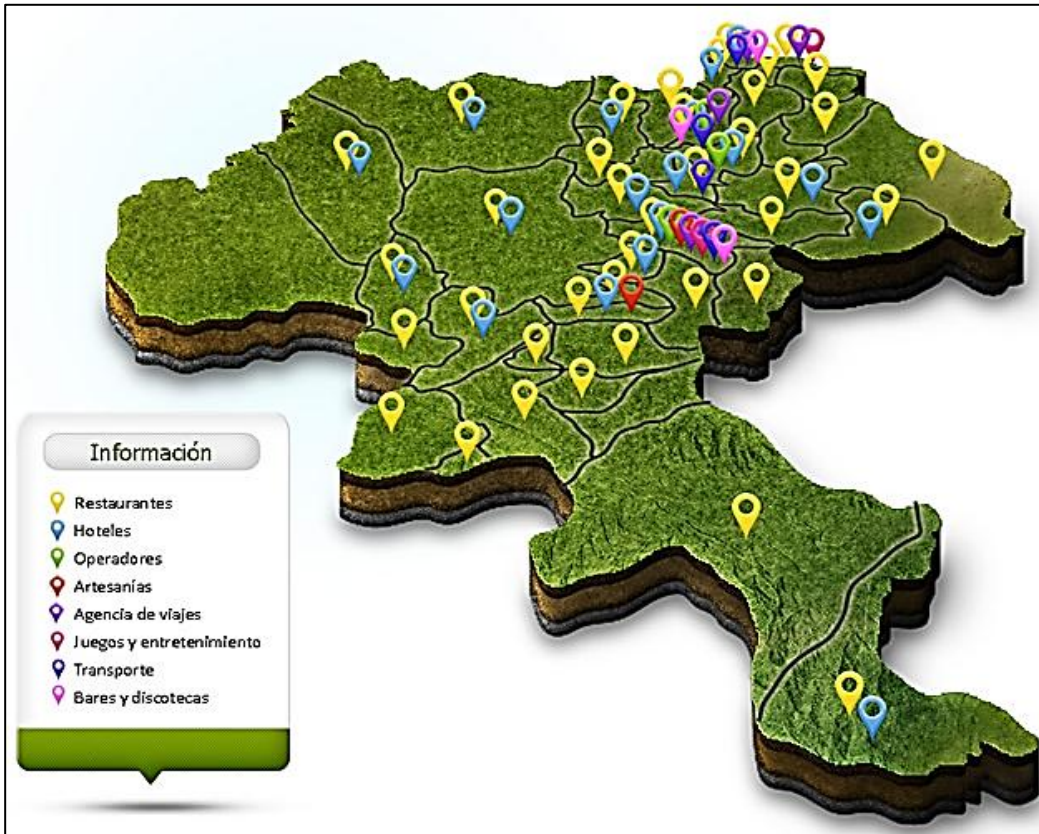 Información
Restaurantes
Hoteles
Operadores
Artesanías
Agencia de viajes
Juegos y entretenimiento
Transporte
Bares y discotecas